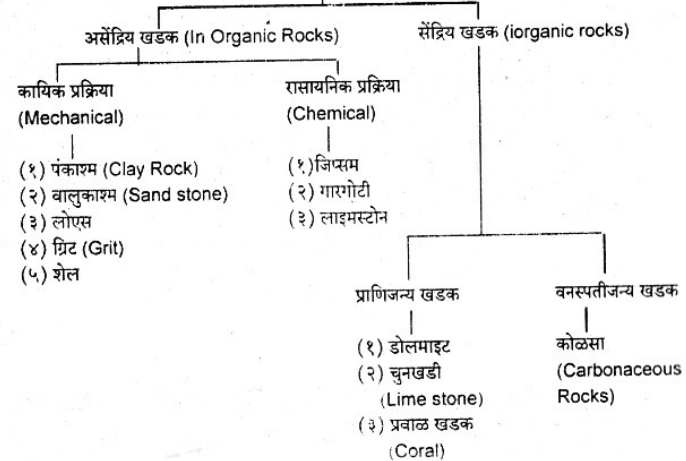 असेंद्रिय खडक (In Organic Rocks)
सेंद्रिय खडक (iorganic rocks)
कायिक प्रक्रिया
(Mechanical)
(१) पंकाश्म (Clay Rock)
(२) वालुकाश्म (Sand stone)
(३) लोएस
(४) ग्रिट (Grit)
(५) शेल
रासायनिक प्रक्रिया
(Chemical)
(१)जिप्सम
(२) गारगोटी
(३) लाइमस्टोन
प्राणिजन्य खडक
(१) डोलमाइट
(२) चुनखडी
(Lime stone)
(३) प्रवाळ खडक
(Coral)
वनस्पतीजन्य खडक
कोळसा
(Carbonaceous
Rocks)